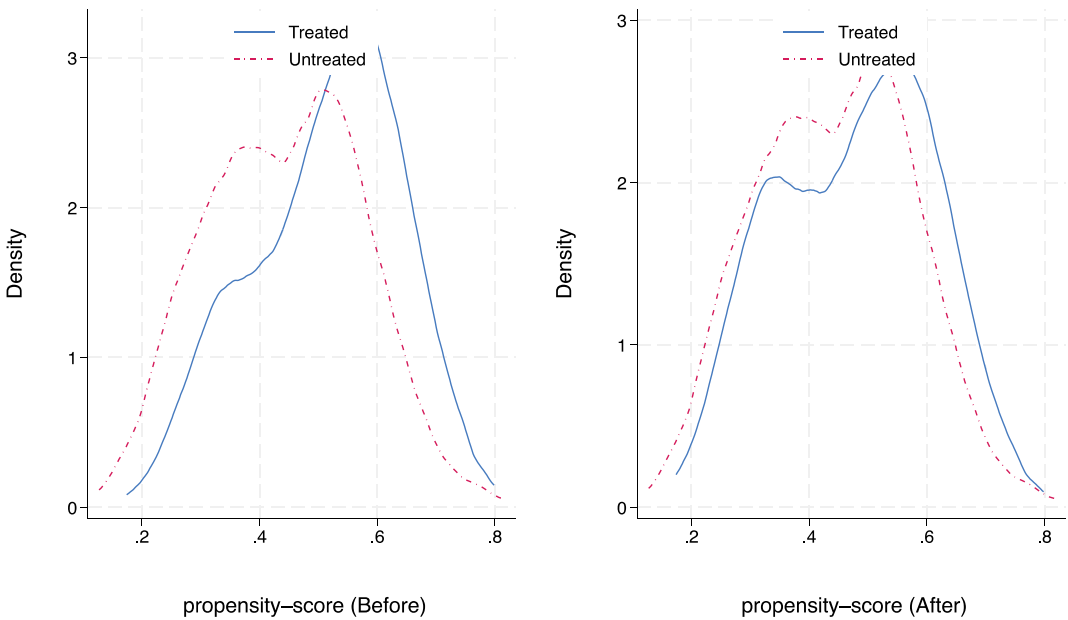 Treated
Untreated
3
2
1
0
Density
.2
.4
.6
.8
propensity–score (Before)
Treated
Untreated
3
2
1
0
Density
.2
.4
.6
.8
propensity–score (After)